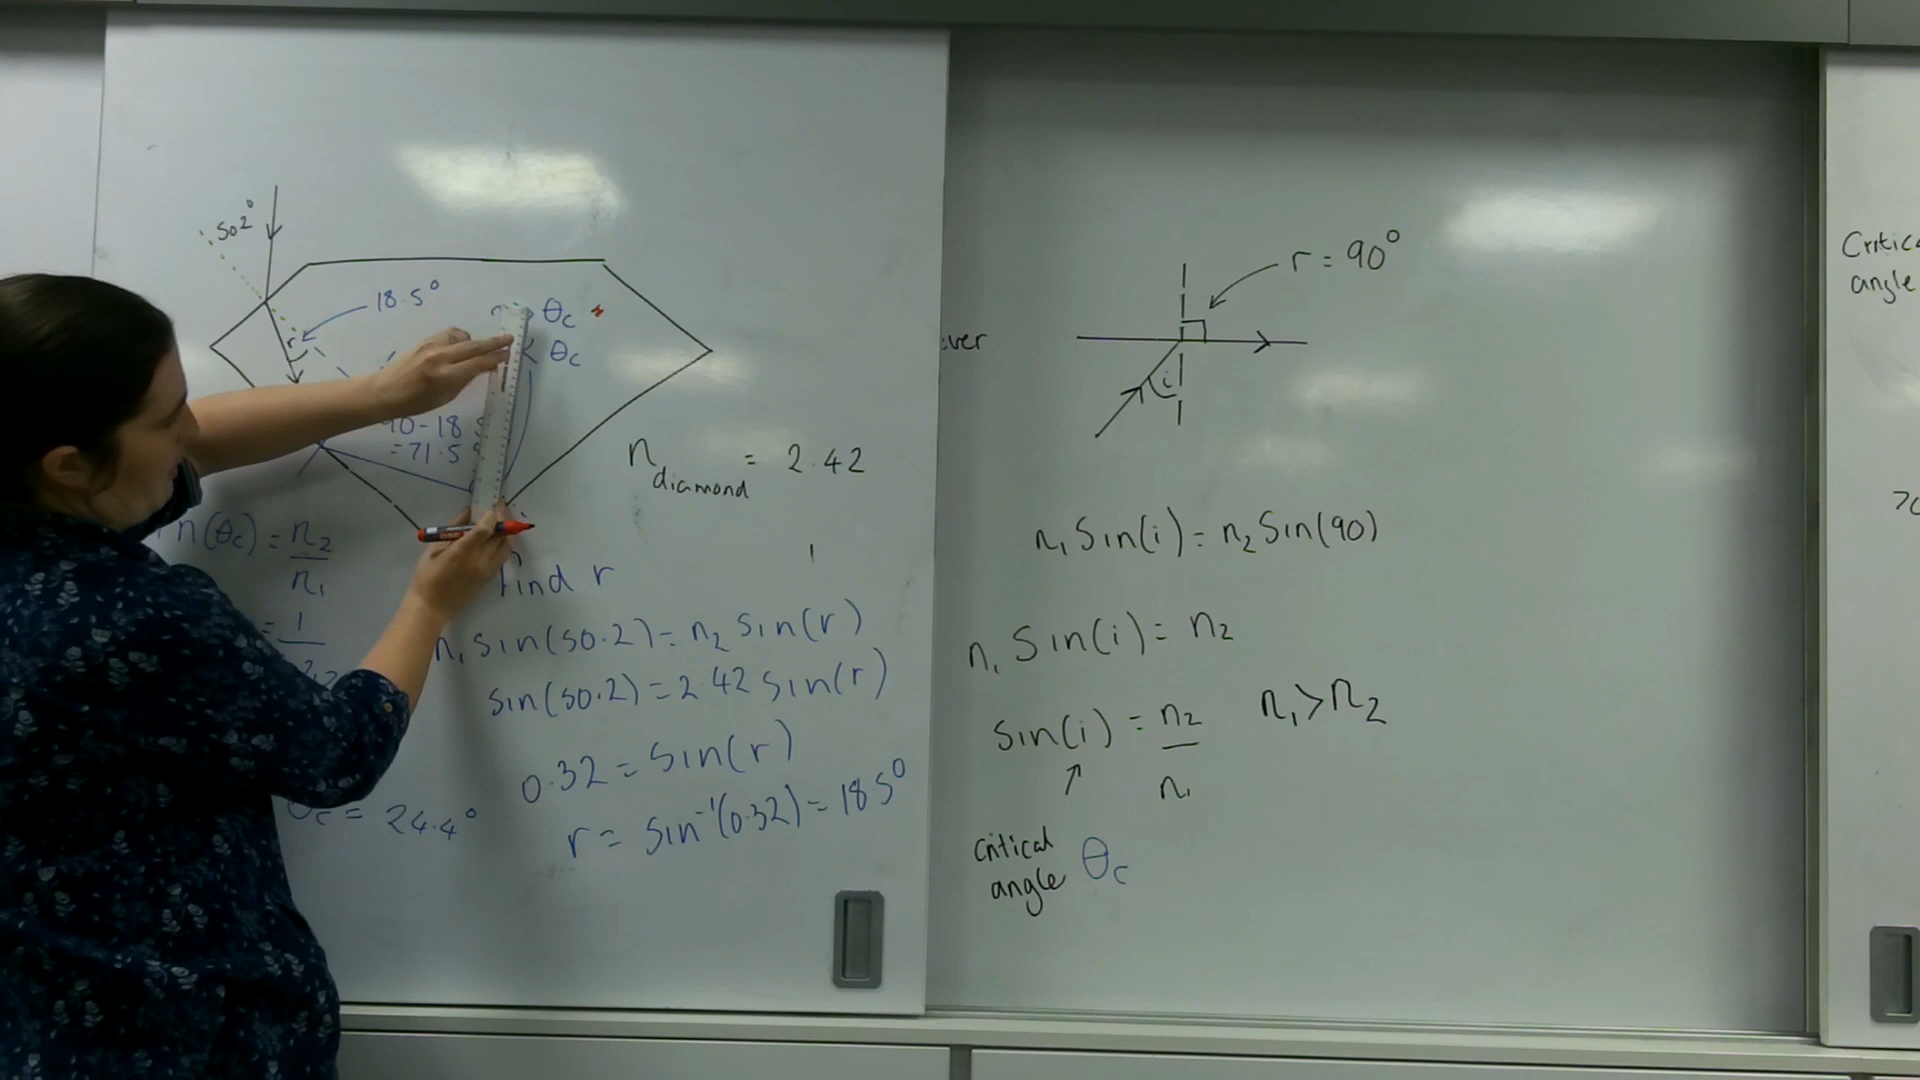 50.2°
18.5°
r
θc
θc
90-18.5
=71.5
n diamond = 2.42
n(θc) = n2
n1
= 1
θc = 24.4°
Find r
n1 sin(50.2) = n2 sin(r)
sin(50.2) = 2.42 sin(r)
0.32 = sin(r)
r = sin⁻¹(0.32) = 18.5°
ver
r = 90°
i
n1 Sin(i) = n2 Sin(90)
n1 Sin(i) = n2
Sin(i) = n2
n1
n1 > n2
critical
angle θc
Critica
angle